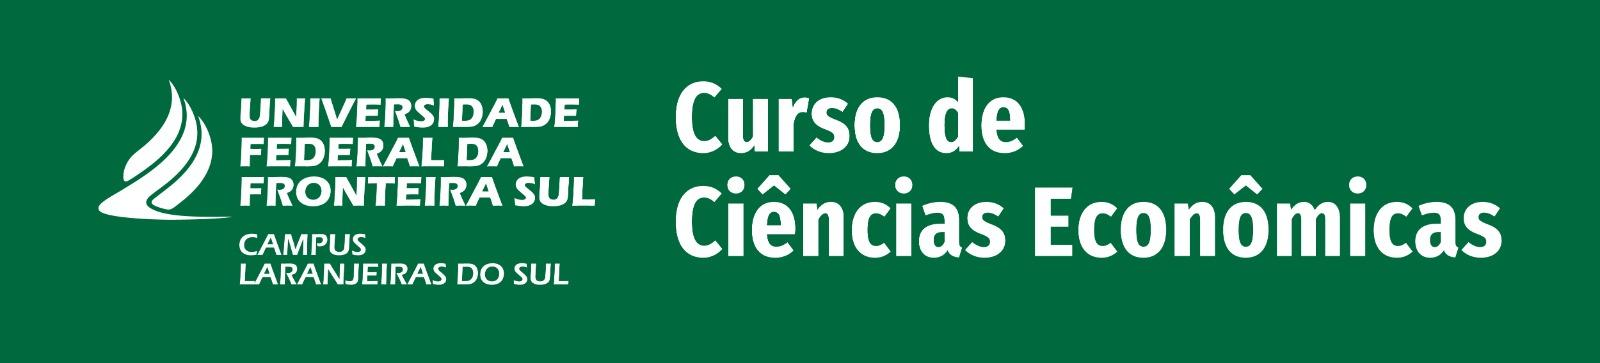 UNIVERSIDADE
FEDERAL DA
FRONTEIRA SUL
CAMPUS
LARANJEIRAS DO SUL
Curso de
Ciências Econômicas